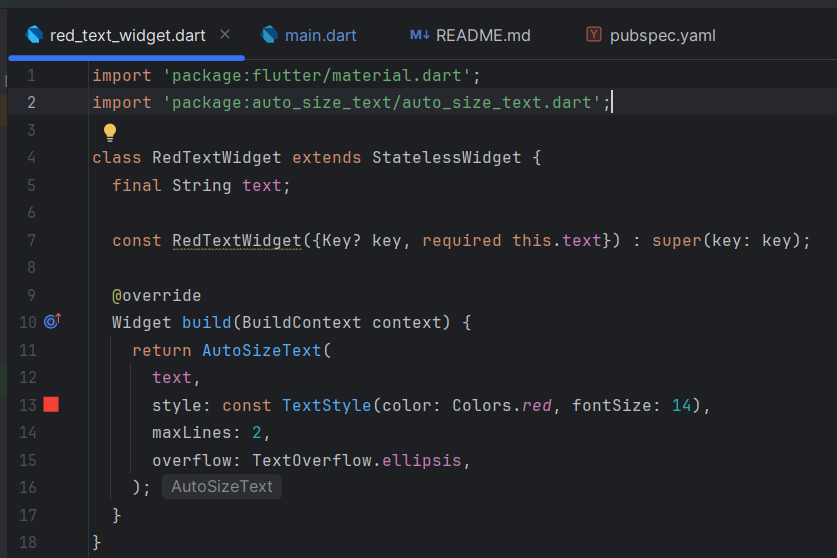 red_text_widget.dart × main.dart M↓ README.md Y pubspec.yaml
1 import 'package:flutter/material.dart';
2 import 'package:auto_size_text/auto_size_text.dart';
3
4 class RedTextWidget extends StatelessWidget {
5 final String text;
6
7 const RedTextWidget({Key? key, required this.text}) : super(key: key);
8
9 @override
10 Widget build(BuildContext context) {
11 return AutoSizeText(
12 text,
13 style: const TextStyle(color: Colors.red, fontSize: 14),
14 maxLines: 2,
15 overflow: TextOverflow.ellipsis,
16 ); AutoSizeText
17 }
18 }